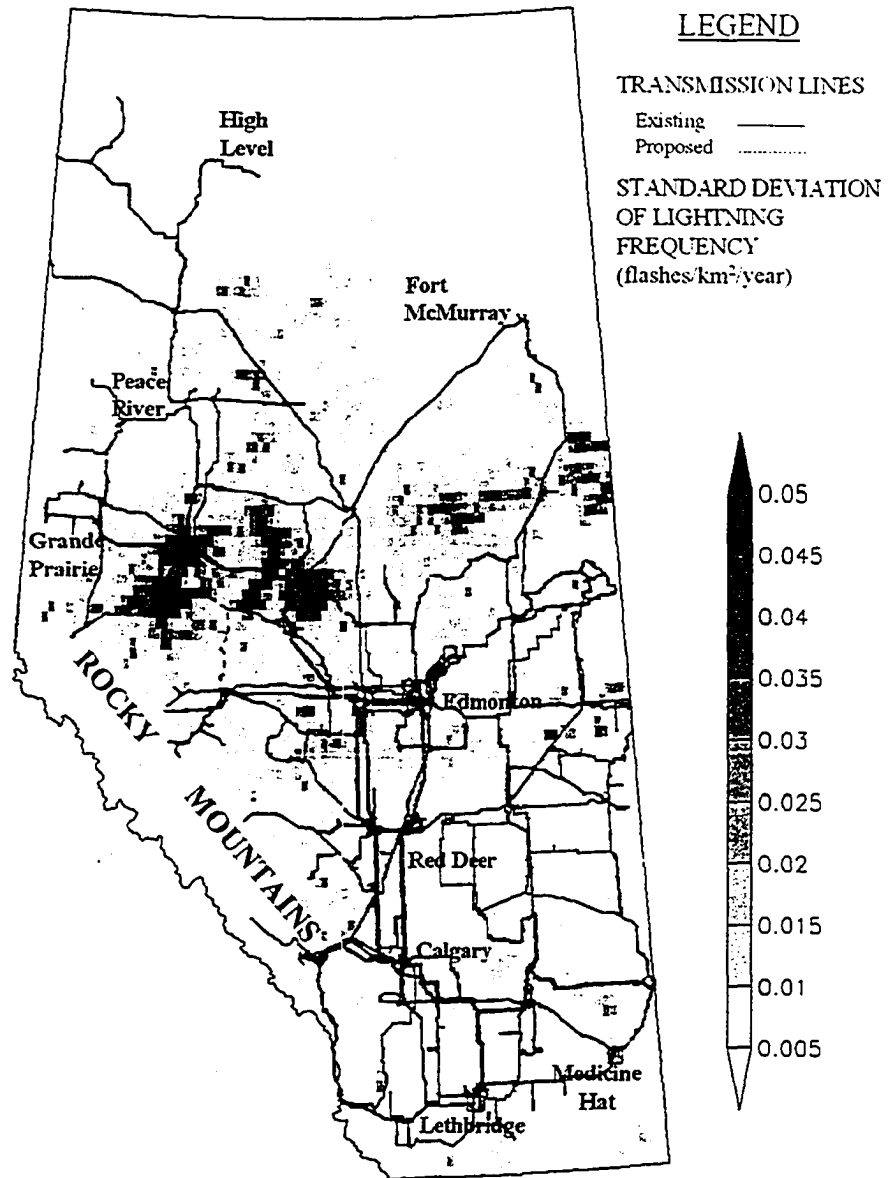 LEGEND
TRANSMISSION LINES
Existing
Proposed
STANDARD DEVIATION
OF LIGHTNING
FREQUENCY
(flashes/km²/year)
High
Level
Fort
McMurray
Peace
River
Grande
Prairie
ROCKY
MOUNTAINS
Edmonton
Red Deer
Calgary
Medicine
Hat
Lethbridge
0.05
0.045
0.04
0.035
0.03
0.025
0.02
0.015
0.01
0.005